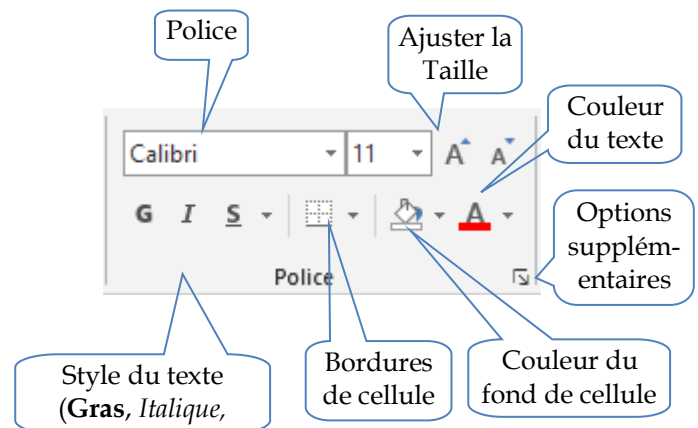 Police
Ajuster la
Taille
Couleur
du texte
Calibri
11
A A
G I S
A
Options
supplém-
entaires
Police
Style du texte
(Gras, Italique,
Bordures
de cellule
Couleur du
fond de cellule